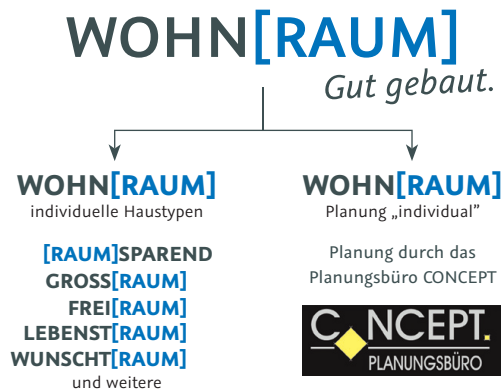 WOHN[RAUM]
Gut gebaut.
WOHN[RAUM]
individuelle Haustypen
[RAUM]SPAREND
GROSS[RAUM]
FREI[RAUM]
LEBENST[RAUM]
WUNSCHT[RAUM]
und weitere
WOHN[RAUM]
Planung „individual”
Planung durch das
Planungsbüro CONCEPT
CONCEPT.
PLANUNGSBÜRO